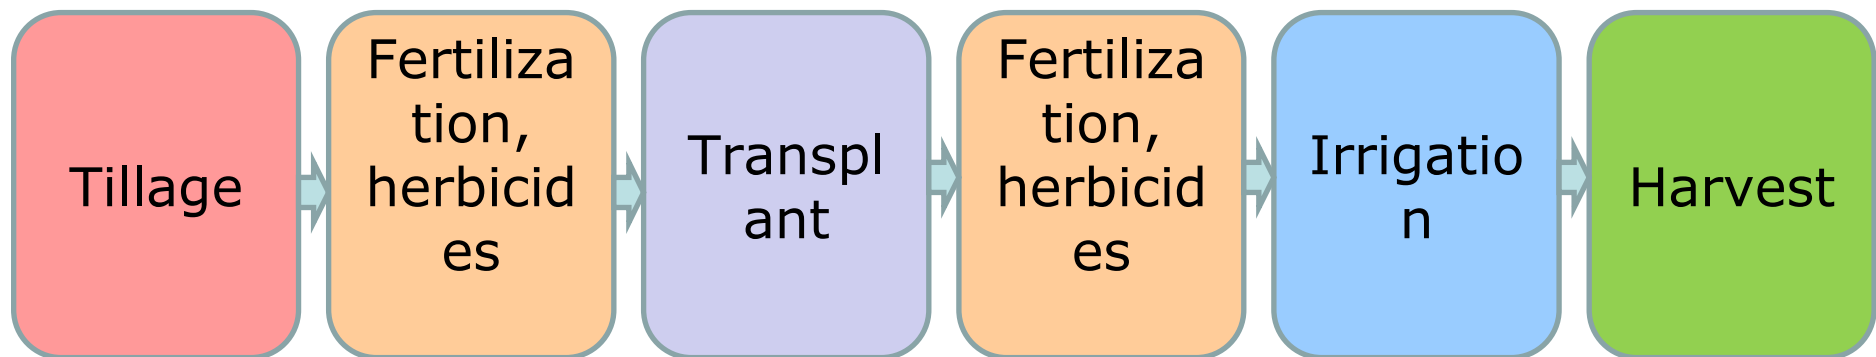 Tillage
Fertiliza
tion,
herbicid
es
Transpl
ant
Fertiliza
tion,
herbicid
es
Irrigatio
n
Harvest